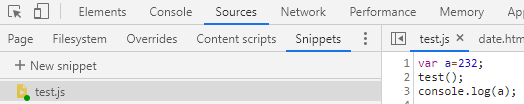 Elements Console Sources Network Performance Memory Ap
Page Filesystem Overrides Content scripts Snippets test.js × date.htm
+ New snippet
test.js
1 var a=232;
2 test();
3 console.log(a);